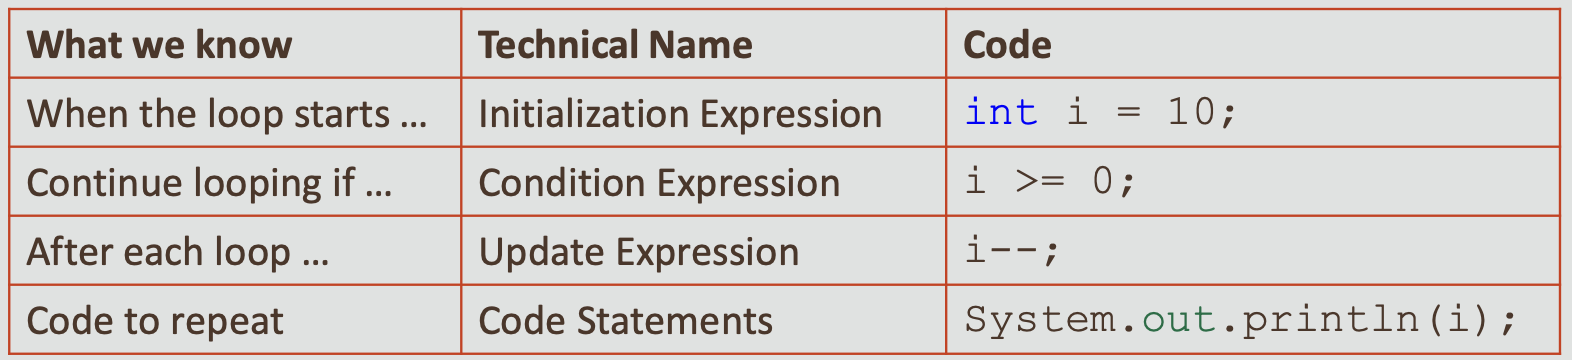 What we know Technical Name Code
When the loop starts … Initialization Expression int i = 10;
Continue looping if … Condition Expression i >= 0;
After each loop … Update Expression i--;
Code to repeat Code Statements System.out.println(i);